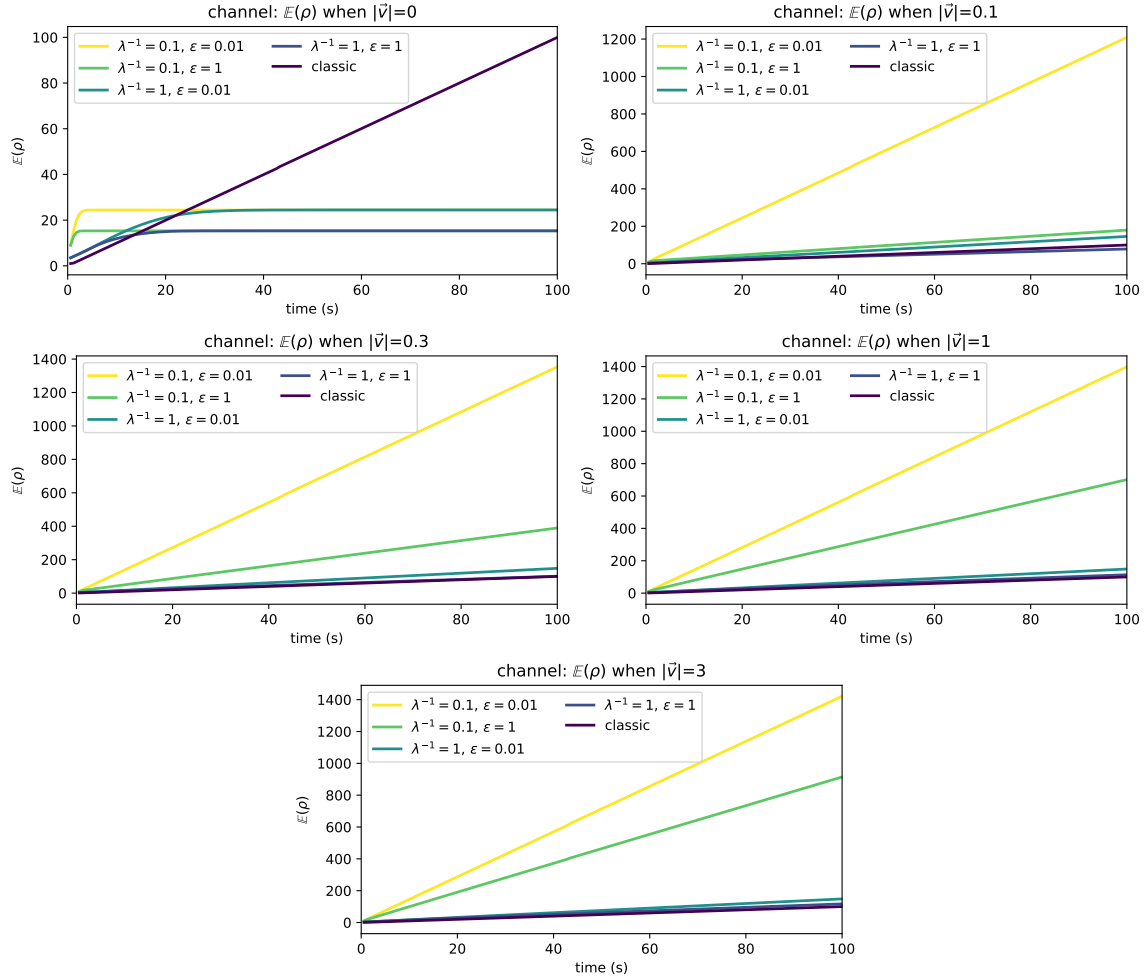 channel: 𝔼(ρ) when |v⃗|=0
100
80
60
40
20
0
𝔼(ρ)
λ⁻¹ = 0.1, ε = 0.01
λ⁻¹ = 0.1, ε = 1
λ⁻¹ = 1, ε = 0.01
λ⁻¹ = 1, ε = 1
classic
0 20 40 60 80 100
time (s)
channel: 𝔼(ρ) when |v⃗|=0.1
1200
1000
800
600
400
200
0
𝔼(ρ)
λ⁻¹ = 0.1, ε = 0.01
λ⁻¹ = 0.1, ε = 1
λ⁻¹ = 1, ε = 0.01
λ⁻¹ = 1, ε = 1
classic
0 20 40 60 80 100
time (s)
channel: 𝔼(ρ) when |v⃗|=0.3
1400
1200
1000
800
600
400
200
0
𝔼(ρ)
λ⁻¹ = 0.1, ε = 0.01
λ⁻¹ = 0.1, ε = 1
λ⁻¹ = 1, ε = 0.01
λ⁻¹ = 1, ε = 1
classic
0 20 40 60 80 100
time (s)
channel: 𝔼(ρ) when |v⃗|=1
1400
1200
1000
800
600
400
200
0
𝔼(ρ)
λ⁻¹ = 0.1, ε = 0.01
λ⁻¹ = 0.1, ε = 1
λ⁻¹ = 1, ε = 0.01
λ⁻¹ = 1, ε = 1
classic
0 20 40 60 80 100
time (s)
channel: 𝔼(ρ) when |v⃗|=3
1400
1200
1000
800
600
400
200
0
𝔼(ρ)
λ⁻¹ = 0.1, ε = 0.01
λ⁻¹ = 0.1, ε = 1
λ⁻¹ = 1, ε = 0.01
λ⁻¹ = 1, ε = 1
classic
0 20 40 60 80 100
time (s)